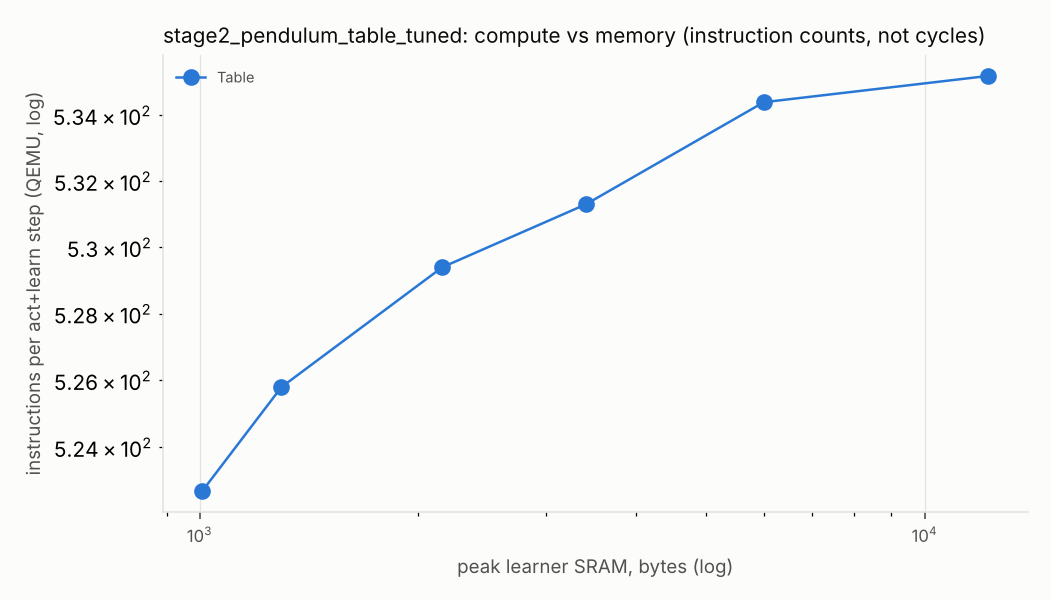 stage2_pendulum_table_tuned: compute vs memory (instruction counts, not cycles)
Table
instructions per act+learn step (QEMU, log)
5.34 × 10²
5.32 × 10²
5.3 × 10²
5.28 × 10²
5.26 × 10²
5.24 × 10²
10³ 10⁴
peak learner SRAM, bytes (log)